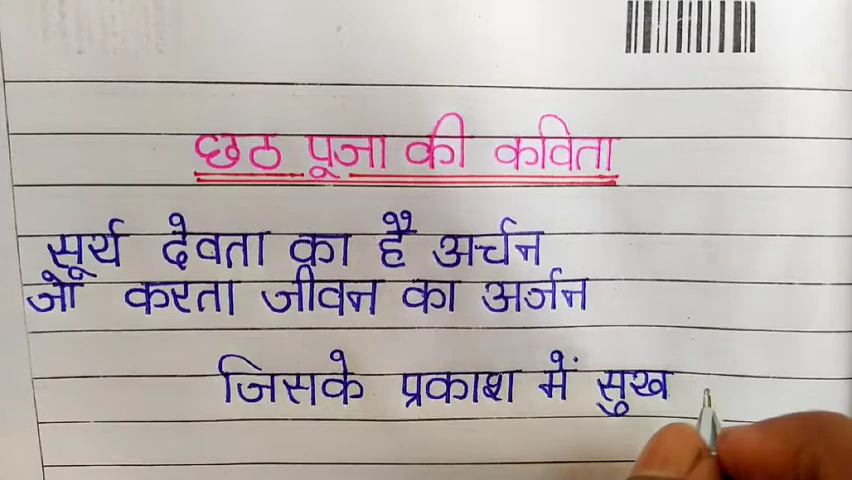 छठ पूजा की कविता
सूर्य देवता का है अर्चन
जो करता जीवन का अर्जन
जिसके प्रकाश में सुख